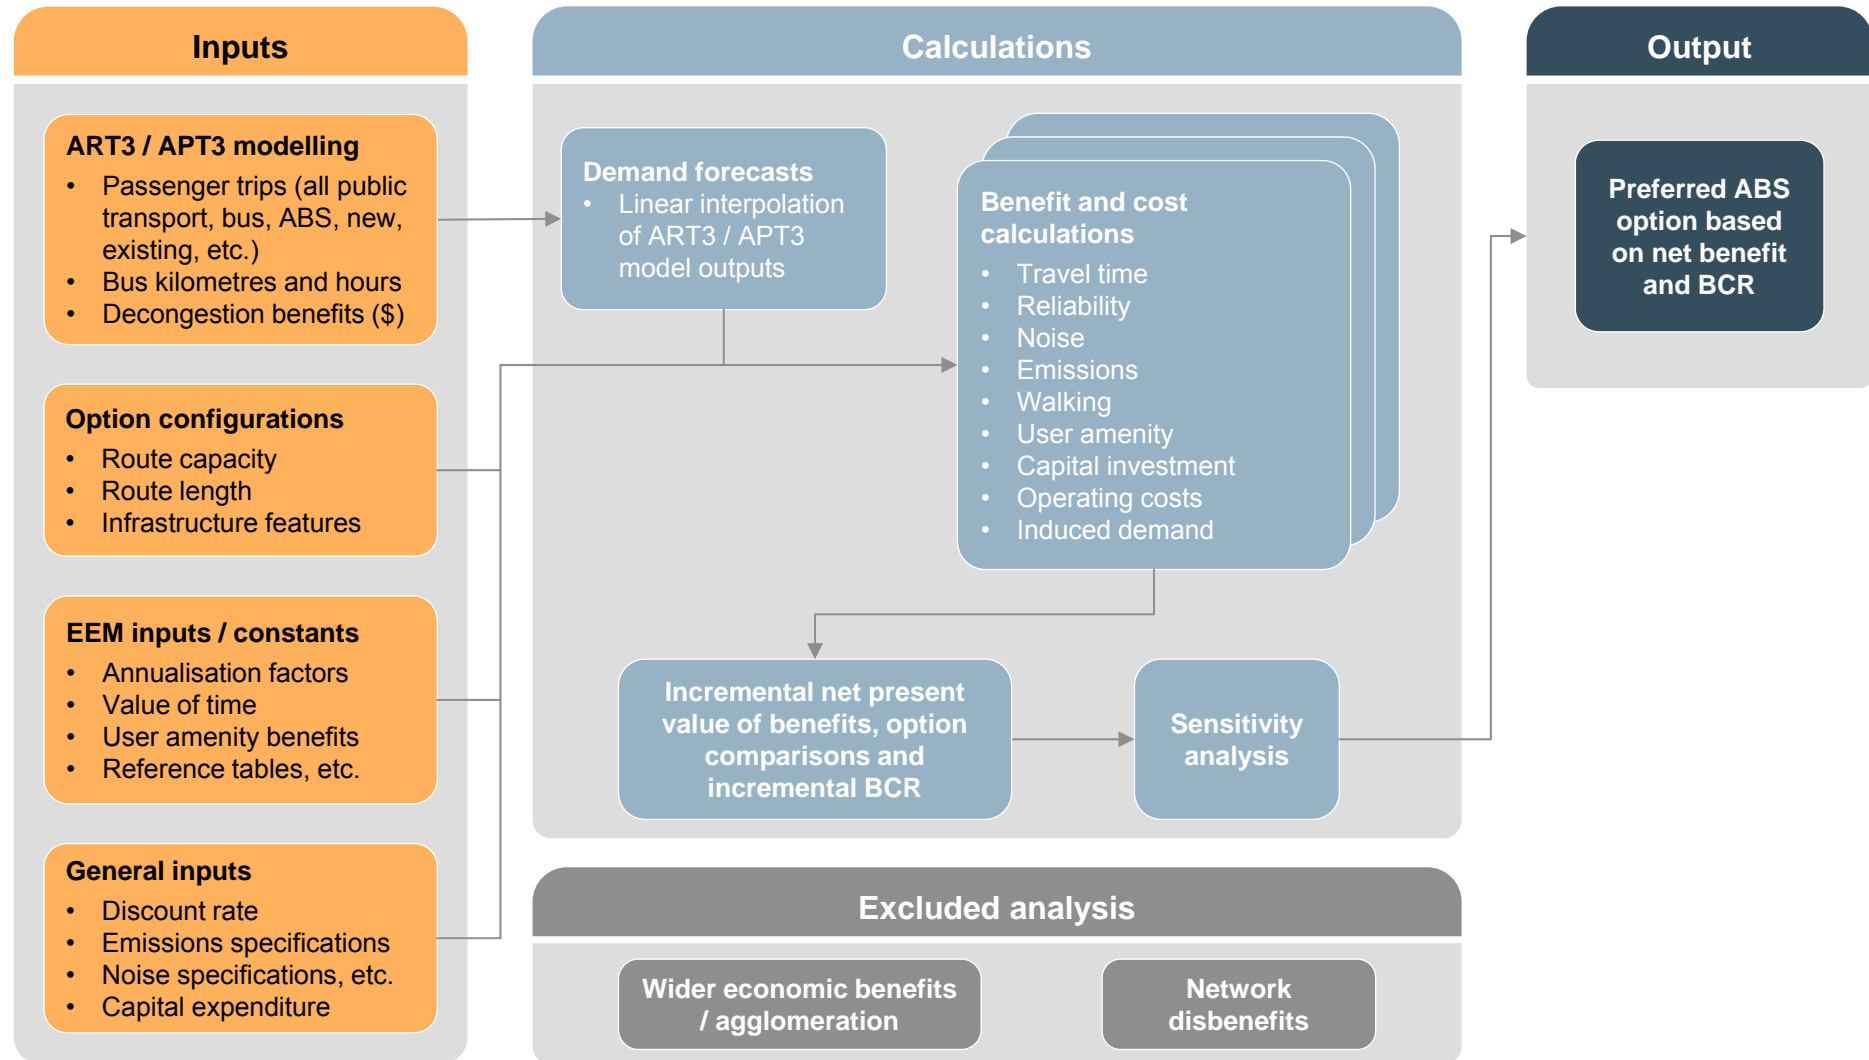 Inputs
ART3 / APT3 modelling
• Passenger trips (all public
transport, bus, ABS, new,
existing, etc.)
• Bus kilometres and hours
• Decongestion benefits ($)
Option configurations
• Route capacity
• Route length
• Infrastructure features
EEM inputs / constants
• Annualisation factors
• Value of time
• User amenity benefits
• Reference tables, etc.
General inputs
• Discount rate
• Emissions specifications
• Noise specifications, etc.
• Capital expenditure
Calculations
Demand forecasts
• Linear interpolation
of ART3 / APT3
model outputs
Benefit and cost
calculations
• Travel time
• Reliability
• Noise
• Emissions
• Walking
• User amenity
• Capital investment
• Operating costs
• Induced demand
Incremental net present
value of benefits, option
comparisons and
incremental BCR
Sensitivity
analysis
Excluded analysis
Wider economic benefits
/ agglomeration
Network
disbenefits
Output
Preferred ABS
option based
on net benefit
and BCR